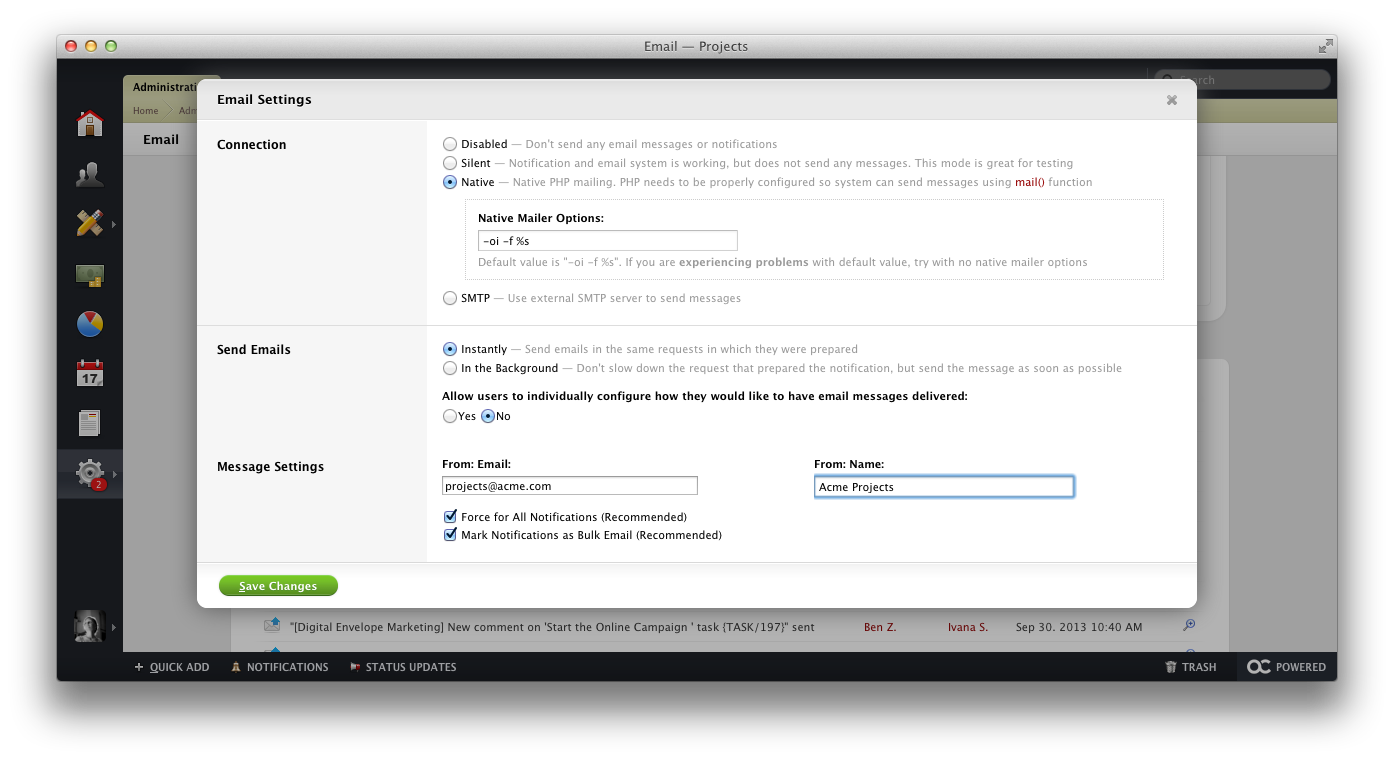 Email — Projects
Search
Administrati
Home
Adm
Email
Email Settings
Connection
Disabled — Don't send any email messages or notifications
Silent — Notification and email system is working, but does not send any messages. This mode is great for testing
Native — Native PHP mailing. PHP needs to be properly configured so system can send messages using mail() function
Native Mailer Options:
-oi -f %s
Default value is "-oi -f %s". If you are experiencing problems with default value, try with no native mailer options
SMTP — Use external SMTP server to send messages
Send Emails
Instantly — Send emails in the same requests in which they were prepared
In the Background — Don't slow down the request that prepared the notification, but send the message as soon as possible
Allow users to individually configure how they would like to have email messages delivered:
Yes No
Message Settings
From: Email: From: Name:
projects@acme.com Acme Projects
Force for All Notifications (Recommended)
Mark Notifications as Bulk Email (Recommended)
Save Changes
17
2
"[Digital Envelope Marketing] New comment on 'Start the Online Campaign ' task {TASK/197}" sent Ben Z. Ivana S. Sep 30. 2013 10:40 AM
+ QUICK ADD NOTIFICATIONS STATUS UPDATES TRASH POWERED